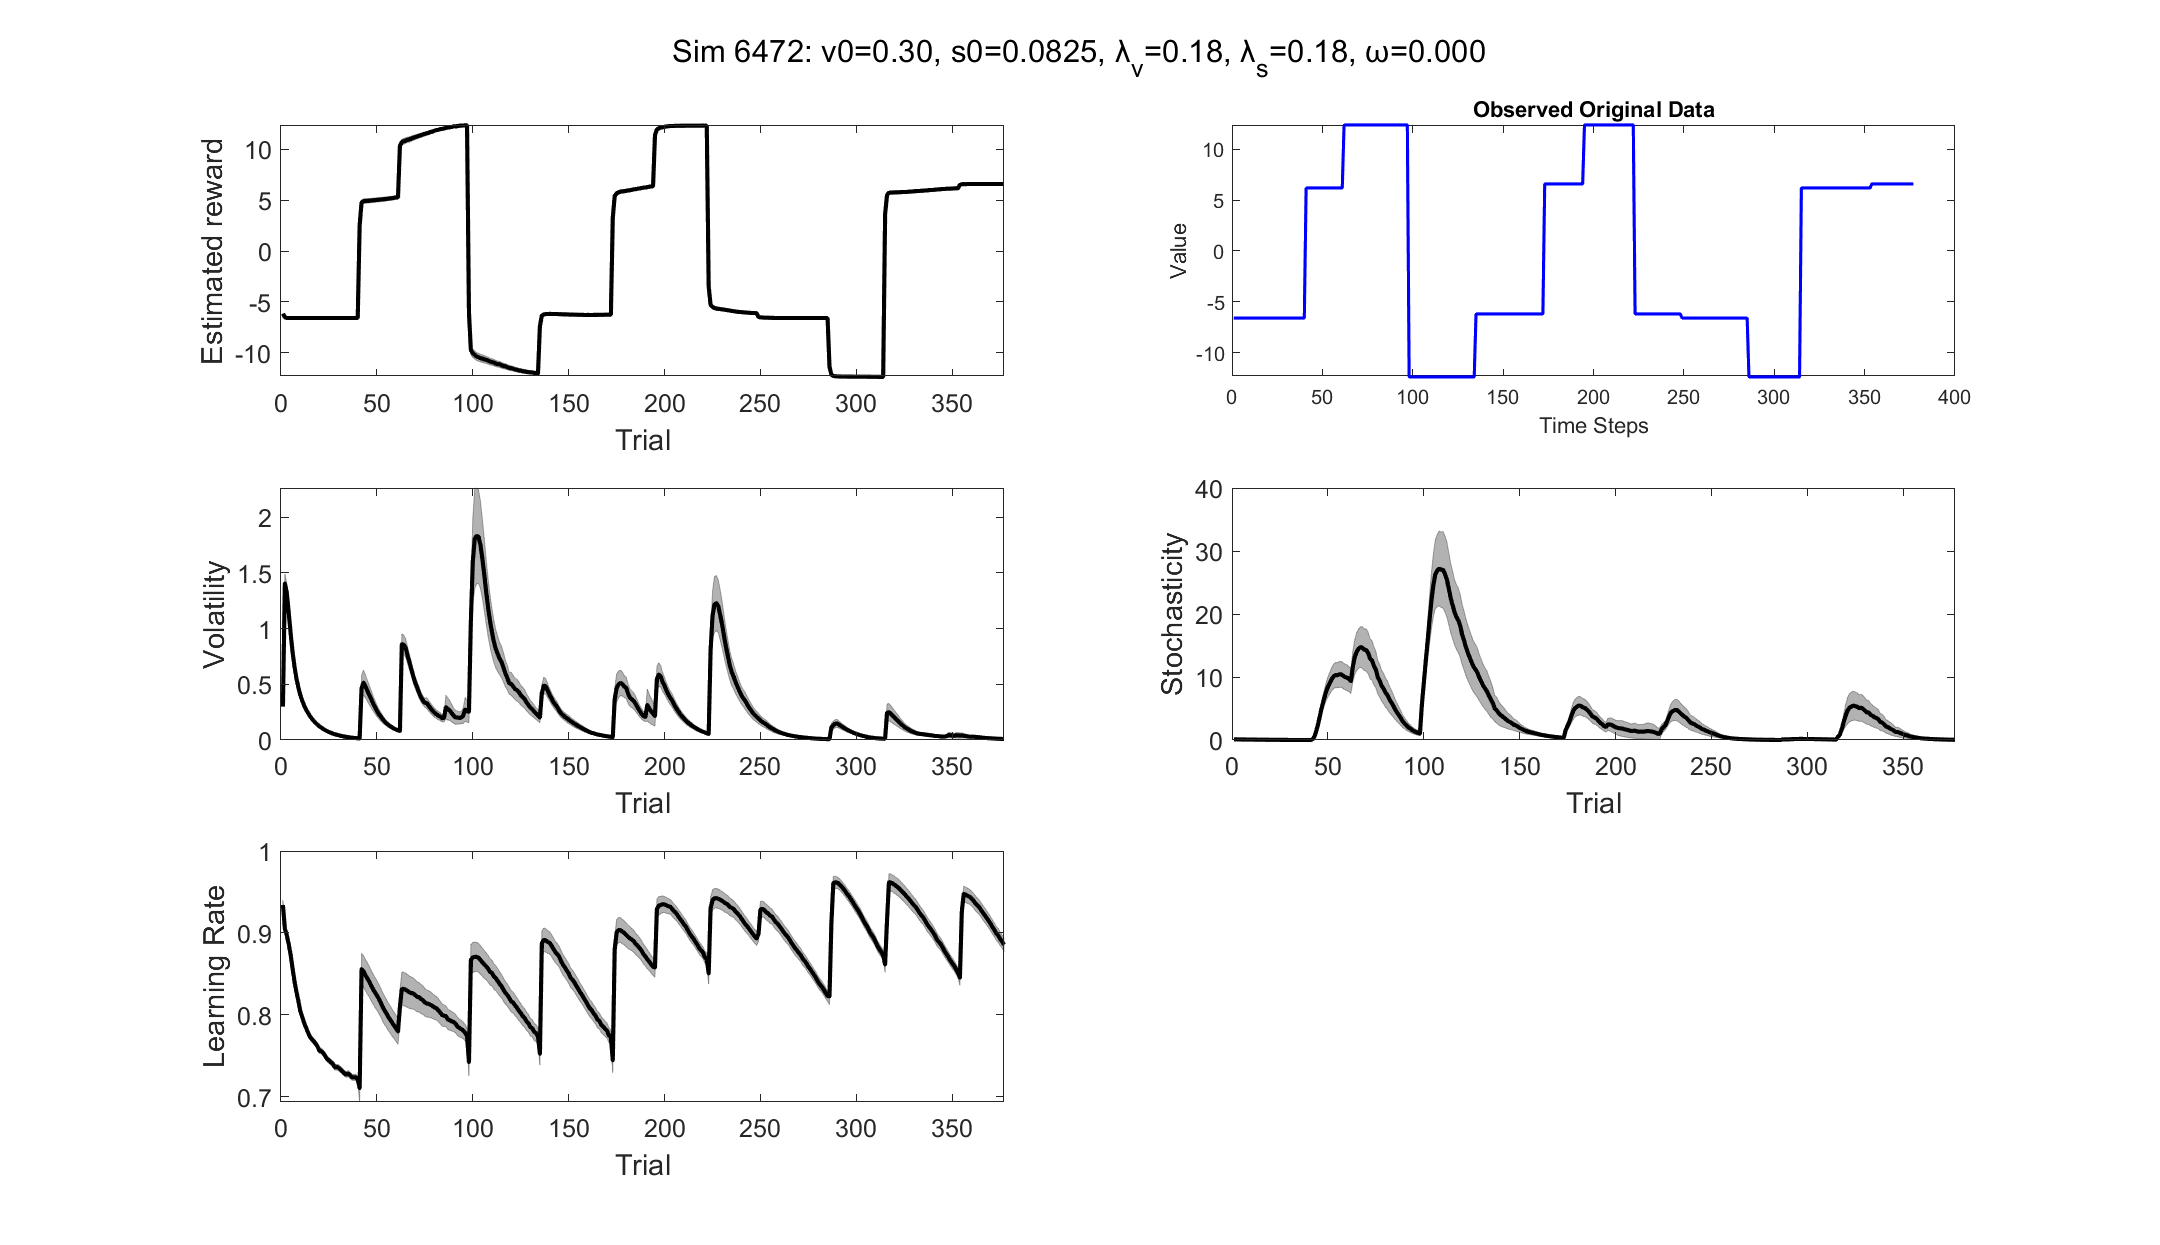 Sim 6472: v0=0.30, s0=0.0825, λv=0.18, λs=0.18, ω=0.000
Estimated reward
10
5
0
-5
-10
0 50 100 150 200 250 300 350
Trial
Observed Original Data
Value
10
5
0
-5
-10
0 50 100 150 200 250 300 350 400
Time Steps
Volatility
2
1.5
1
0.5
0
0 50 100 150 200 250 300 350
Trial
Stochasticity
40
30
20
10
0
0 50 100 150 200 250 300 350
Trial
Learning Rate
1
0.9
0.8
0.7
0 50 100 150 200 250 300 350
Trial